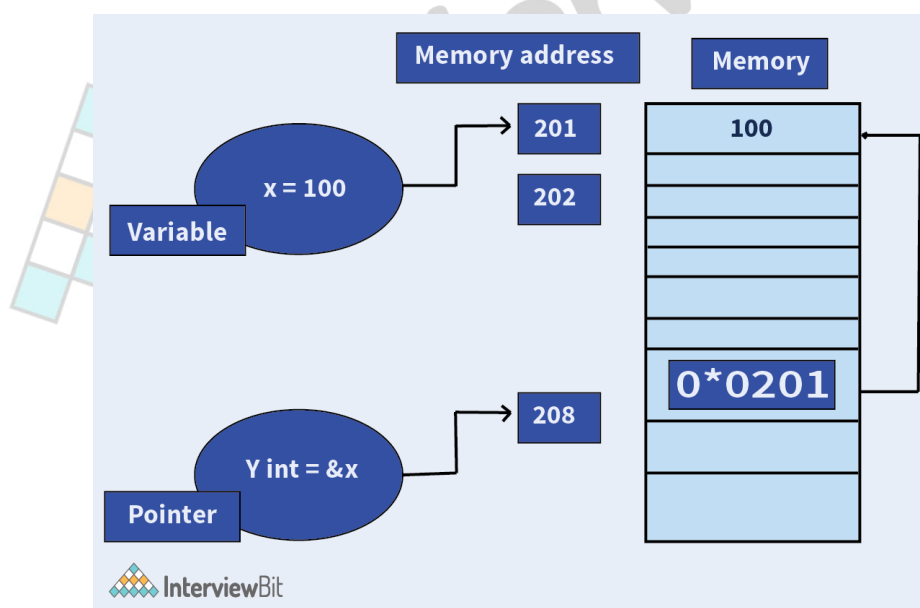 Memory address
Memory
201
100
x = 100
202
Variable
0*0201
208
Y int = &x
Pointer
InterviewBit